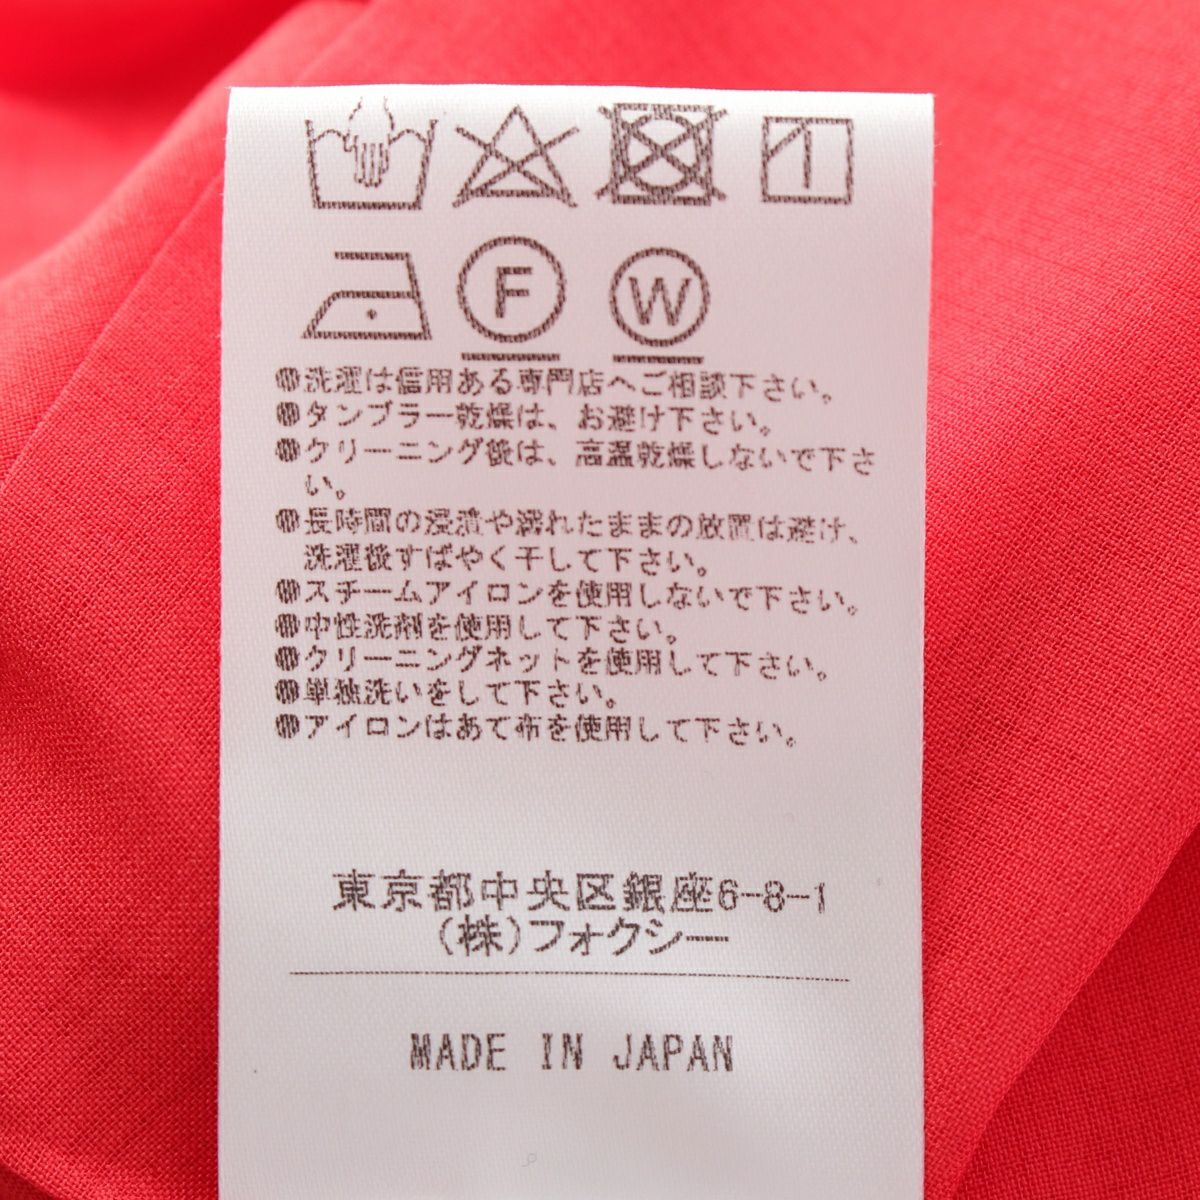 F W
●洗濯は信用ある専門店へご相談下さい。
●タンブラー乾燥は、お避け下さい。
●クリーニング後は、高温乾燥しないで下さ
い。
●長時間の浸漬や濡れたままの放置は避け、
洗濯後すばやく干して下さい。
●スチームアイロンを使用しないで下さい。
●中性洗剤を使用して下さい。
●クリーニングネットを使用して下さい。
●単独洗いをして下さい。
●アイロンはあて布を使用して下さい。
東京都中央区銀座6-8-1
(株)フォクシー
MADE IN JAPAN